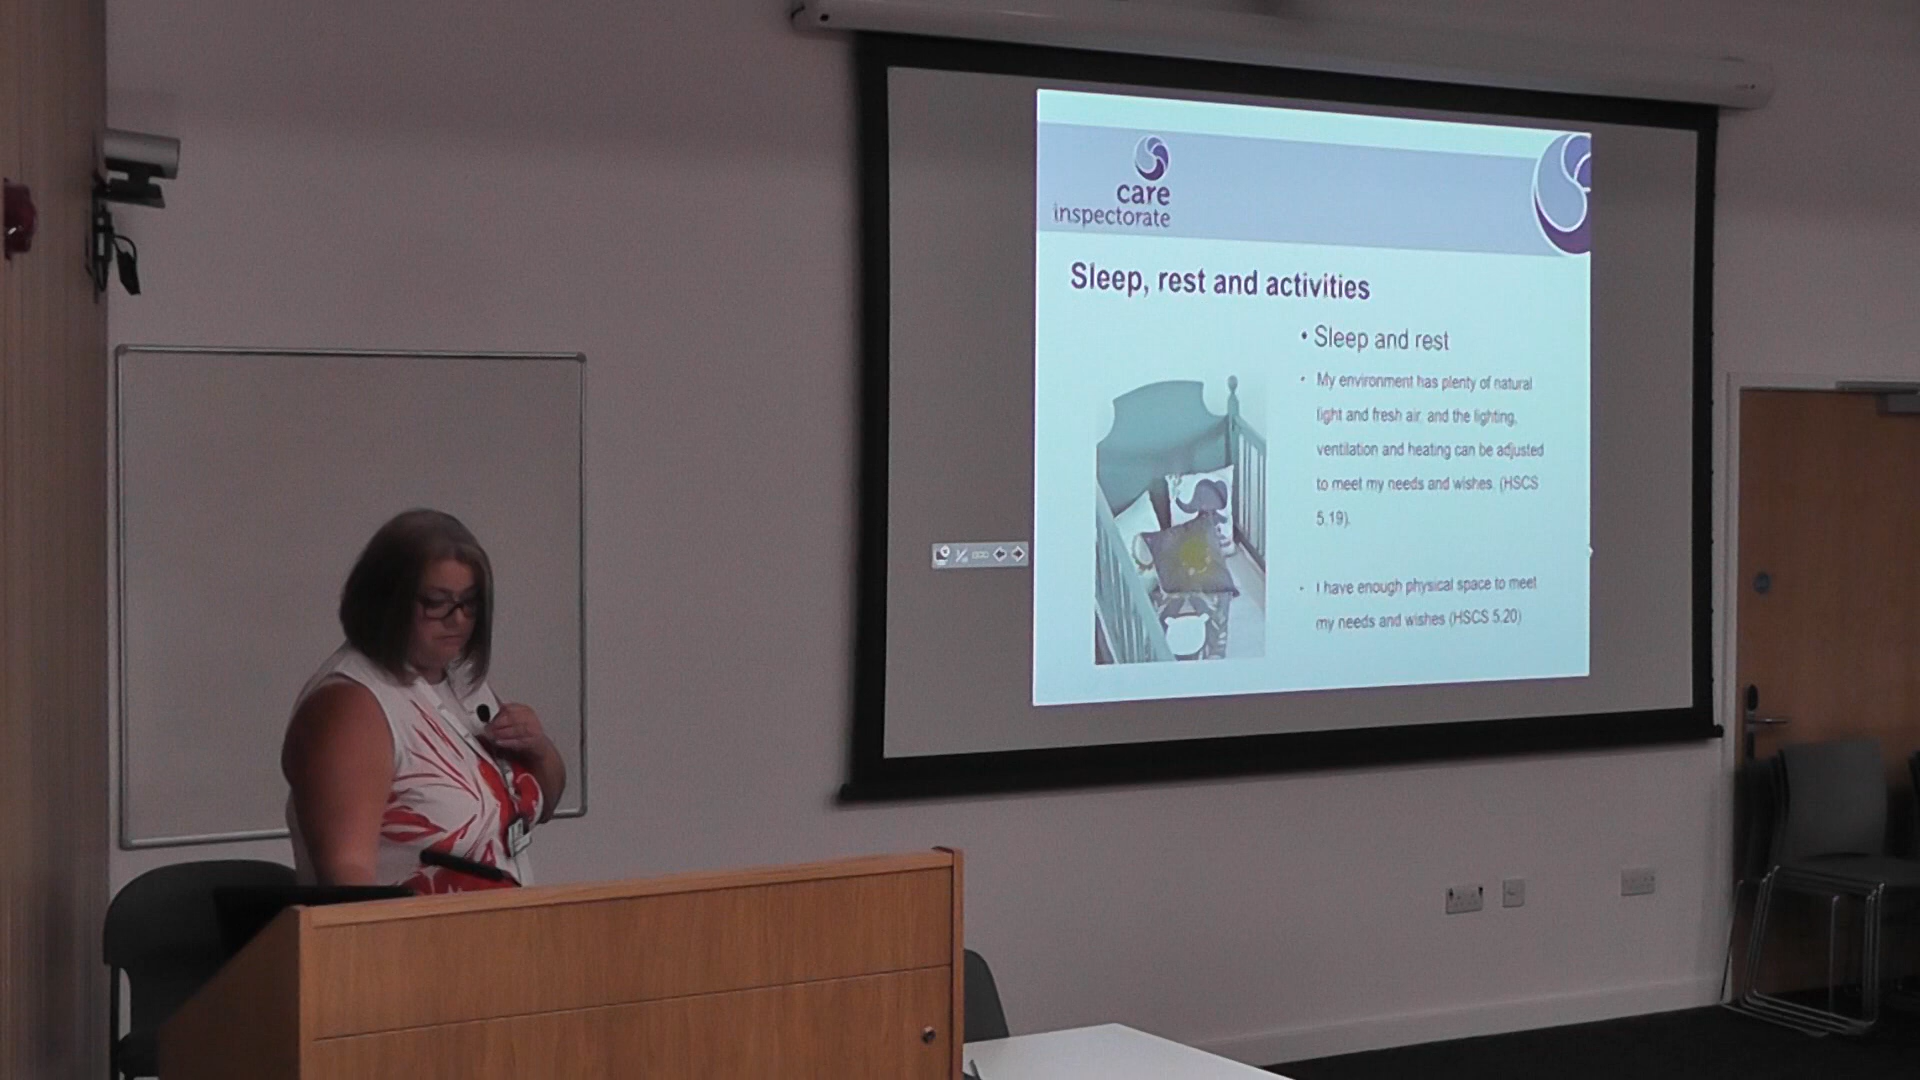 care
inspectorate
Sleep, rest and activities
• Sleep and rest
• My environment has plenty of natural
light and fresh air, and the lighting,
ventilation and heating can be adjusted
to meet my needs and wishes. (HSCS
5.19).
• I have enough physical space to meet
my needs and wishes (HSCS 5.20)